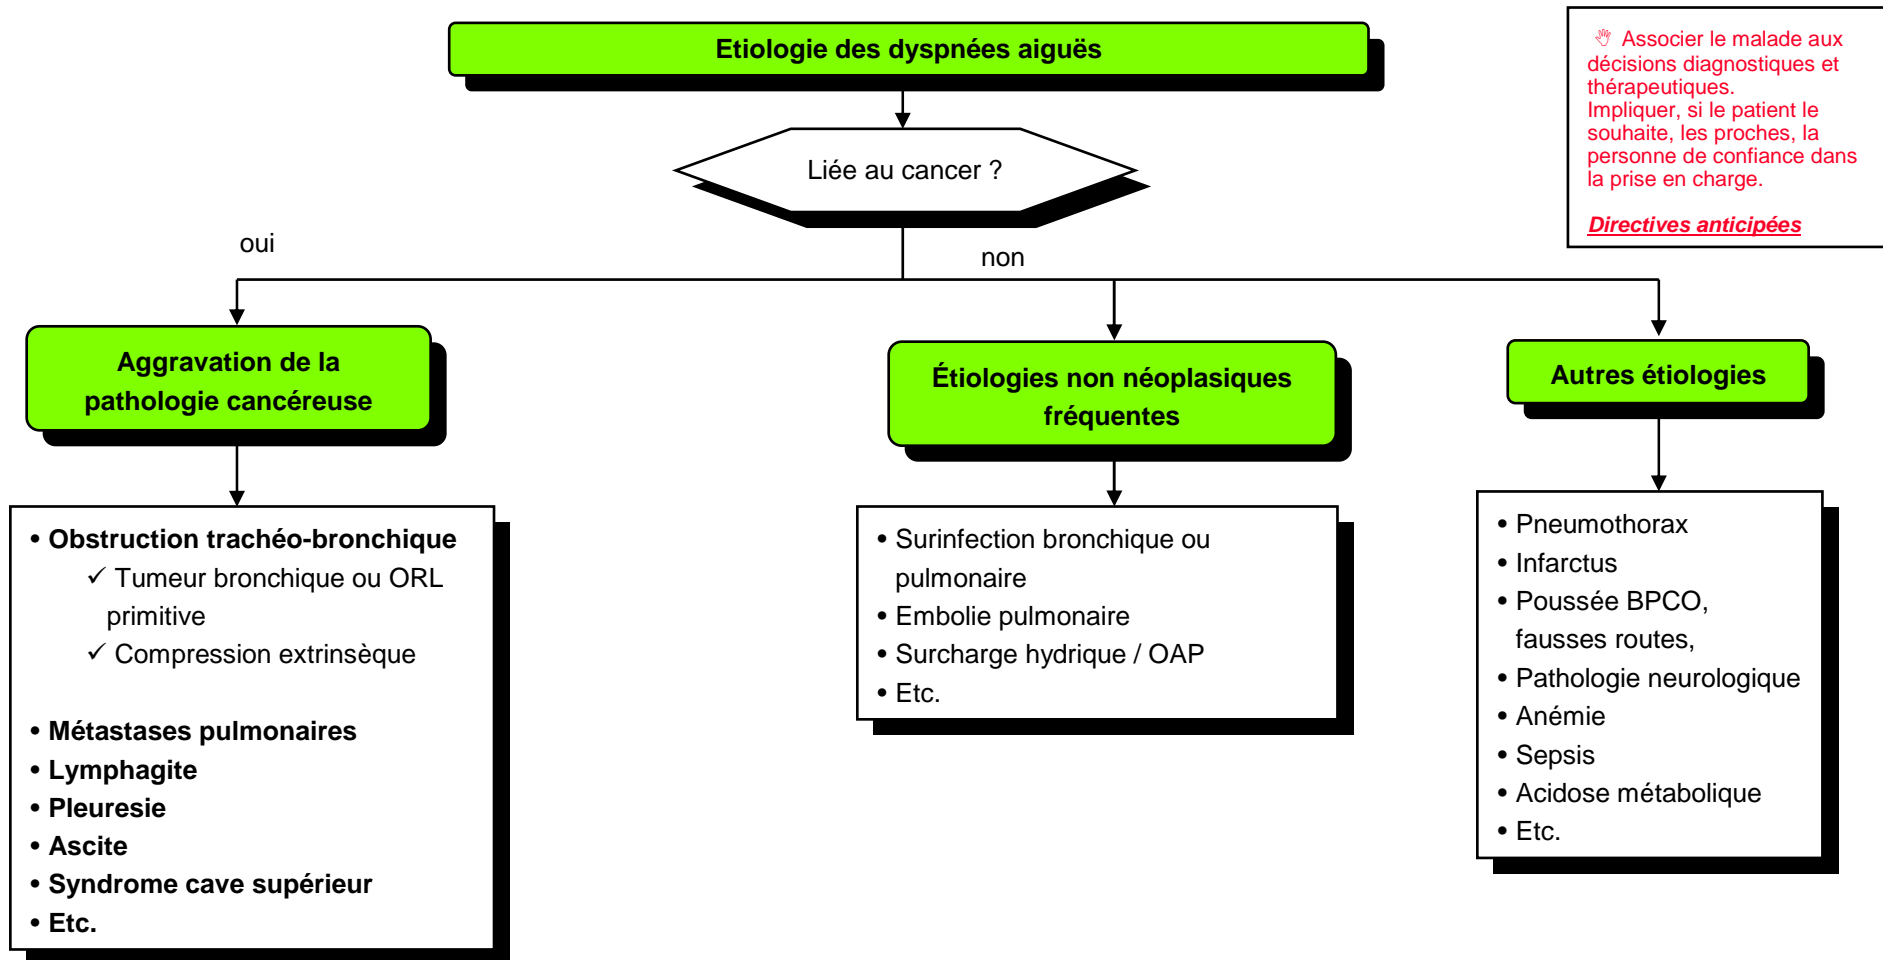 Etiologie des dyspnées aiguës
Associer le malade aux
décisions diagnostiques et
thérapeutiques.
Impliquer, si le patient le
souhaite, les proches, la
personne de confiance dans
la prise en charge.
Directives anticipées
Liée au cancer ?
oui
non
Aggravation de la
pathologie cancéreuse
Étiologies non néoplasiques
fréquentes
Autres étiologies
• Obstruction trachéo-bronchique
✓ Tumeur bronchique ou ORL
primitive
✓ Compression extrinsèque
• Métastases pulmonaires
• Lymphagite
• Pleuresie
• Ascite
• Syndrome cave supérieur
• Etc.
• Surinfection bronchique ou
pulmonaire
• Embolie pulmonaire
• Surcharge hydrique / OAP
• Etc.
• Pneumothorax
• Infarctus
• Poussée BPCO,
fausses routes,
• Pathologie neurologique
• Anémie
• Sepsis
• Acidose métabolique
• Etc.